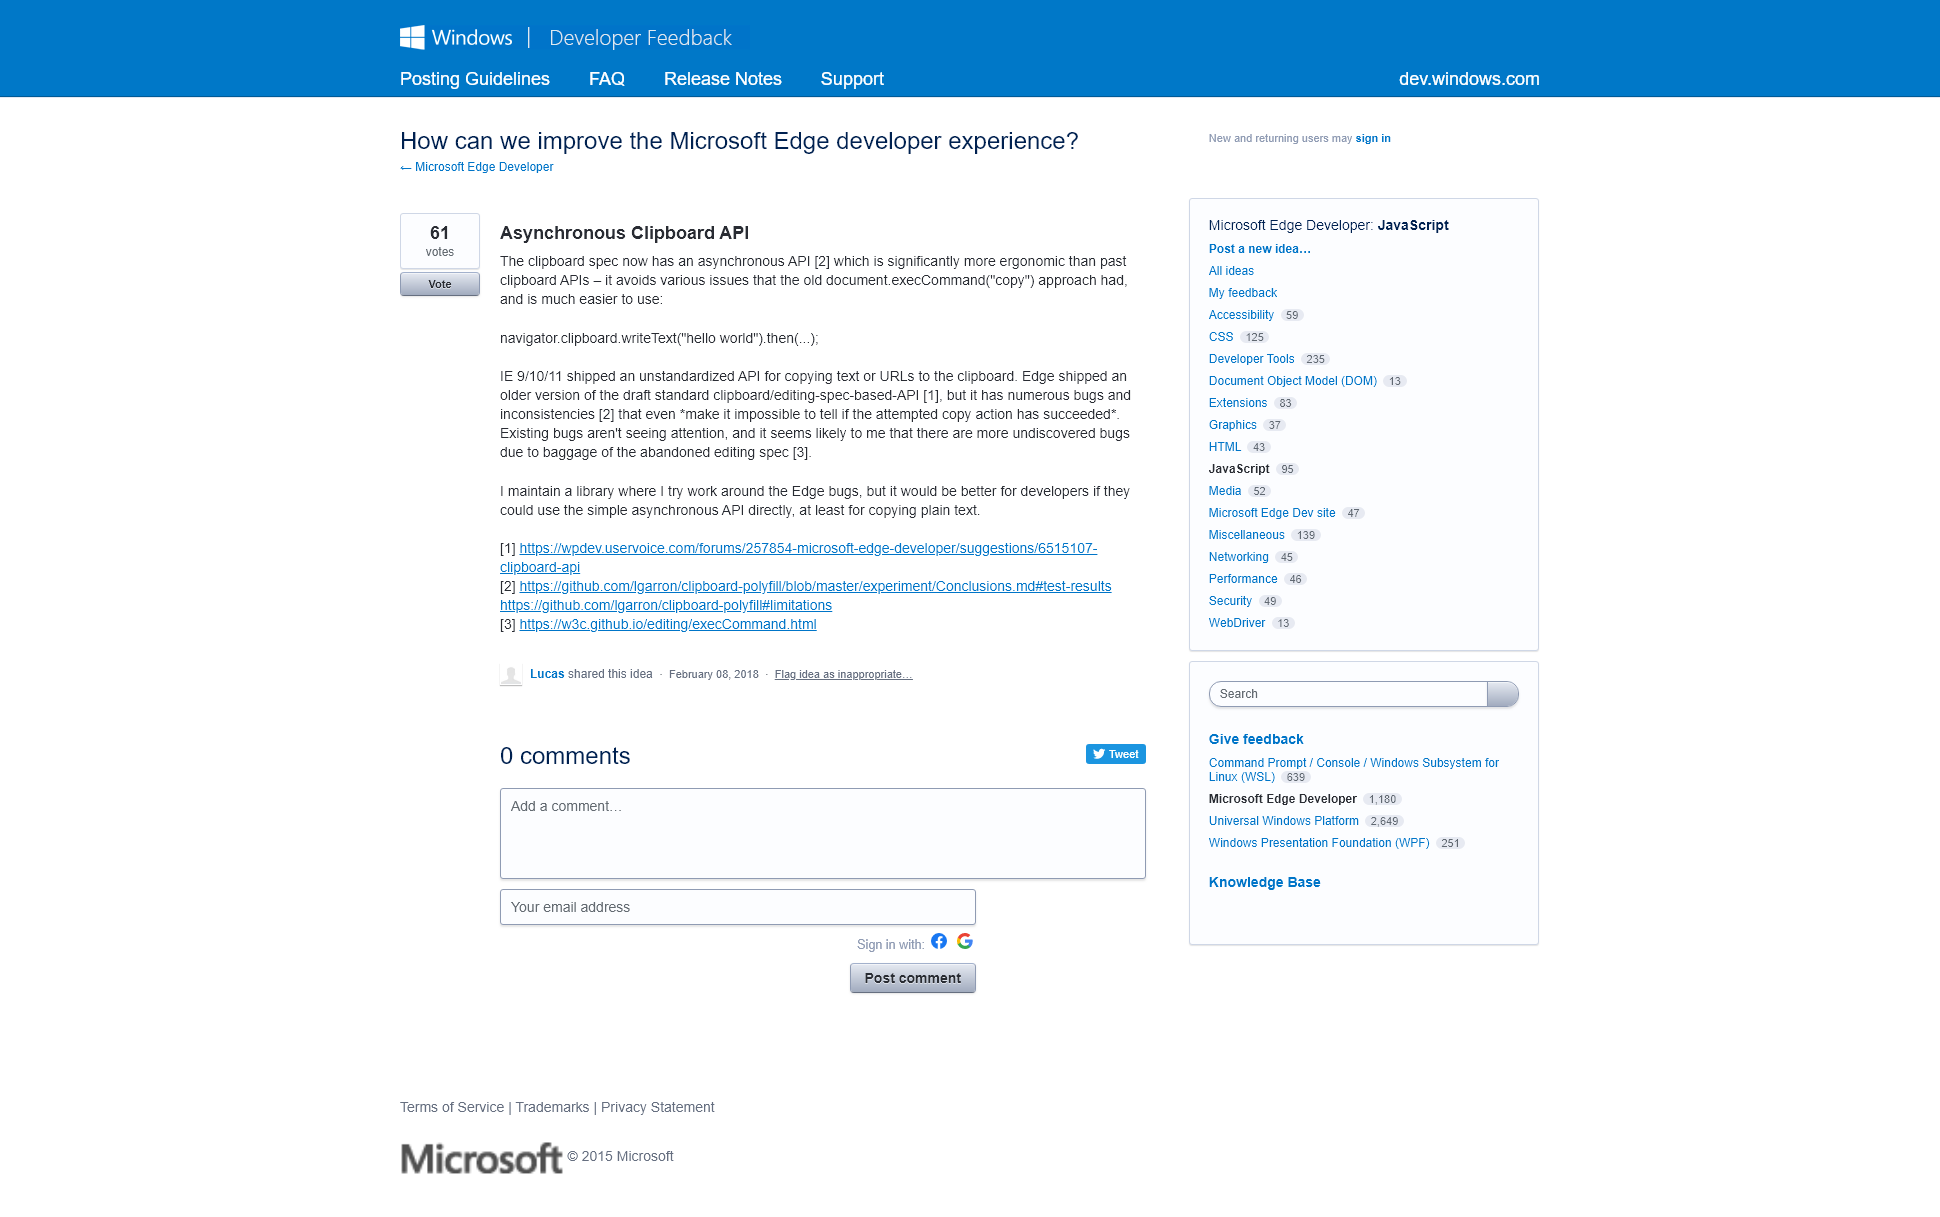 Windows | Developer Feedback
Posting Guidelines FAQ Release Notes Support dev.windows.com
How can we improve the Microsoft Edge developer experience?
← Microsoft Edge Developer
New and returning users may sign in
61
votes
Vote
Asynchronous Clipboard API
The clipboard spec now has an asynchronous API [2] which is significantly more ergonomic than past
clipboard APIs – it avoids various issues that the old document.execCommand("copy") approach had,
and is much easier to use:
navigator.clipboard.writeText("hello world").then(...);
IE 9/10/11 shipped an unstandardized API for copying text or URLs to the clipboard. Edge shipped an
older version of the draft standard clipboard/editing-spec-based-API [1], but it has numerous bugs and
inconsistencies [2] that even *make it impossible to tell if the attempted copy action has succeeded*.
Existing bugs aren't seeing attention, and it seems likely to me that there are more undiscovered bugs
due to baggage of the abandoned editing spec [3].
I maintain a library where I try work around the Edge bugs, but it would be better for developers if they
could use the simple asynchronous API directly, at least for copying plain text.
[1] https://wpdev.uservoice.com/forums/257854-microsoft-edge-developer/suggestions/6515107-
clipboard-api
[2] https://github.com/lgarron/clipboard-polyfill/blob/master/experiment/Conclusions.md#test-results
https://github.com/lgarron/clipboard-polyfill#limitations
[3] https://w3c.github.io/editing/execCommand.html
Lucas shared this idea · February 08, 2018 · Flag idea as inappropriate…
0 comments
Tweet
Add a comment…
Your email address
Sign in with:
Post comment
Microsoft Edge Developer: JavaScript
Post a new idea…
All ideas
My feedback
Accessibility 59
CSS 125
Developer Tools 235
Document Object Model (DOM) 13
Extensions 83
Graphics 37
HTML 43
JavaScript 95
Media 52
Microsoft Edge Dev site 47
Miscellaneous 139
Networking 45
Performance 46
Security 49
WebDriver 13
Search
Give feedback
Command Prompt / Console / Windows Subsystem for
Linux (WSL) 639
Microsoft Edge Developer 1,180
Universal Windows Platform 2,649
Windows Presentation Foundation (WPF) 251
Knowledge Base
Terms of Service | Trademarks | Privacy Statement
Microsoft © 2015 Microsoft